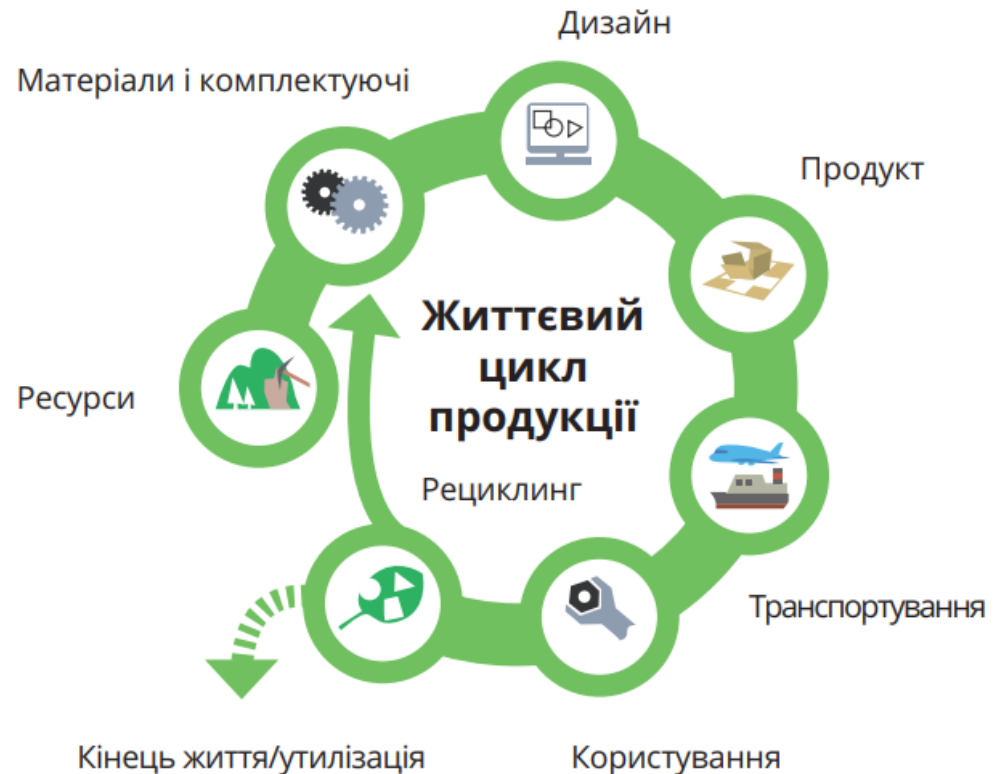 Дизайн
Матеріали і комплектуючі
Продукт
Життєвий
цикл
продукції
Ресурси
Рециклинг
Транспортування
Кінець життя/утилізація
Користування